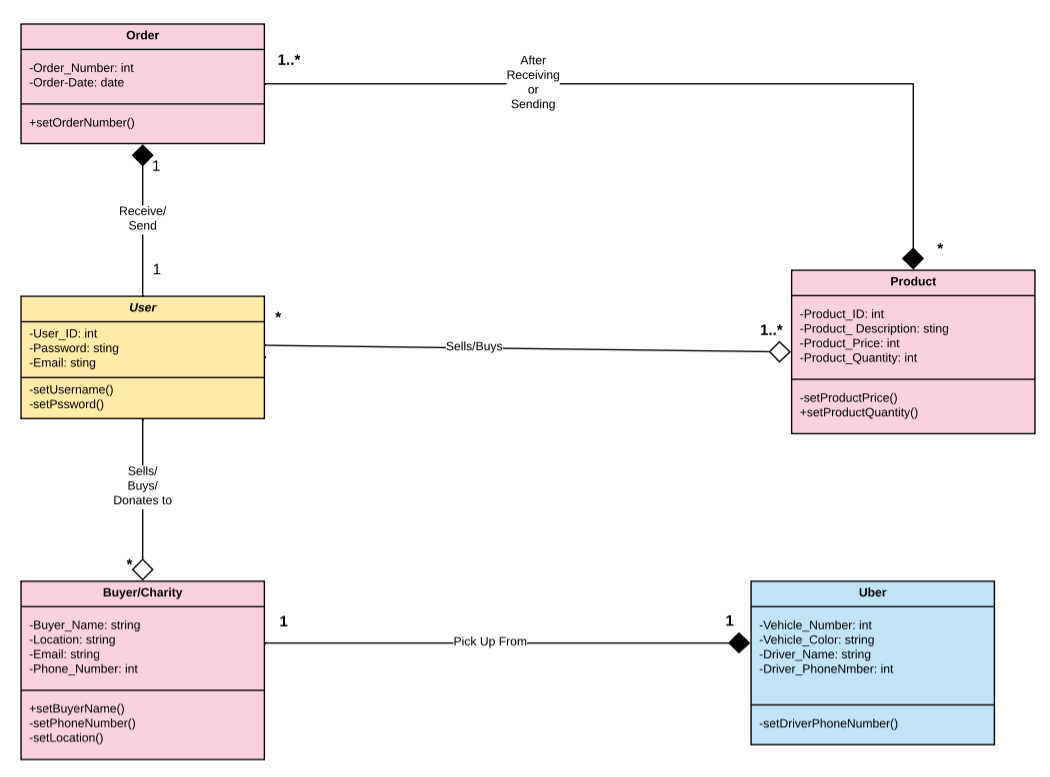 Order
-Order_Number: int
-Order-Date: date
+setOrderNumber()
1..*
After
Receiving
or
Sending
1
Receive/
Send
1
*
Product
-Product_ID: int
-Product_ Description: sting
-Product_Price: int
-Product_Quantity: int
-setProductPrice()
+setProductQuantity()
User
-User_ID: int
-Password: sting
-Email: sting
-setUsername()
-setPssword()
*
Sells/Buys
1..*
Sells/
Buys/
Donates to
*
Buyer/Charity
-Buyer_Name: string
-Location: string
-Email: string
-Phone_Number: int
+setBuyerName()
-setPhoneNumber()
-setLocation()
1
Pick Up From
1
Uber
-Vehicle_Number: int
-Vehicle_Color: string
-Driver_Name: string
-Driver_PhoneNmber: int
-setDriverPhoneNumber()